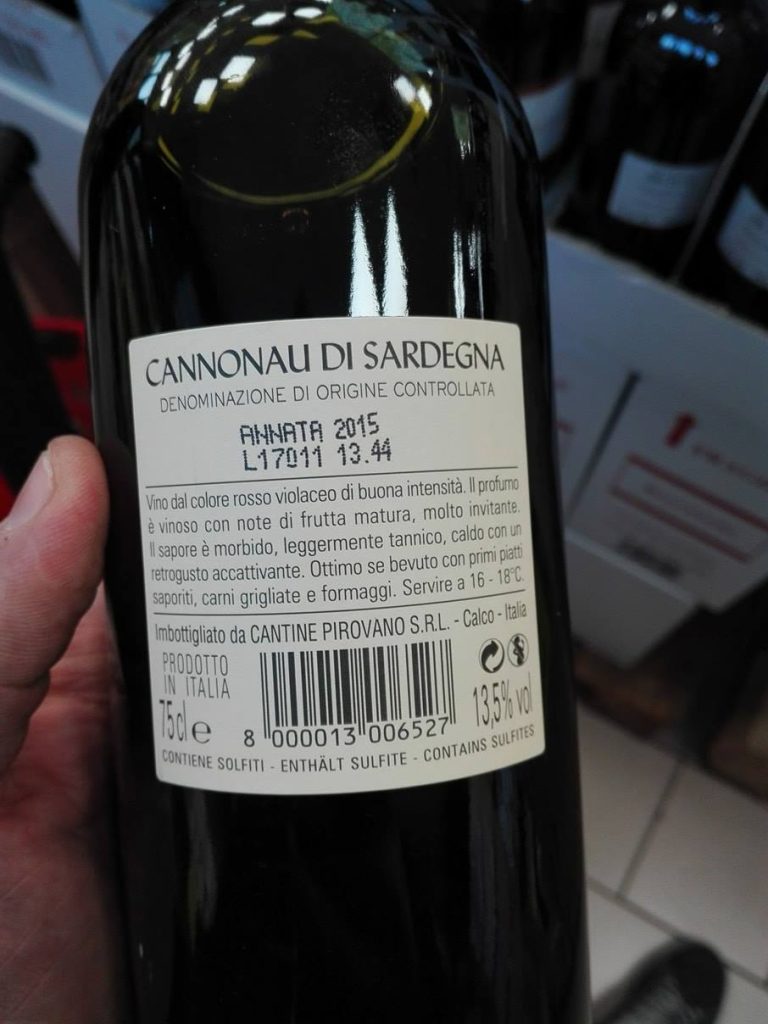 CANNONAU DI SARDEGNA
DENOMINAZIONE DI ORIGINE CONTROLLATA
ANNATA 2015
L17011 13.44
Vino dal colore rosso violaceo di buona intensità. Il profumo
è vinoso con note di frutta matura, molto invitante.
Il sapore è morbido, leggermente tannico, caldo con un
retrogusto accattivante. Ottimo se bevuto con primi piatti
saporiti, carni grigliate e formaggi. Servire a 16 - 18°C.
Imbottigliato da CANTINE PIROVANO S.R.L. - Calco - Italia
PRODOTTO
IN ITALIA
75cl e
8 000013 006527
13,5% vol
CONTIENE SOLFITI - ENTHÄLT SULFITE - CONTAINS SULFITES